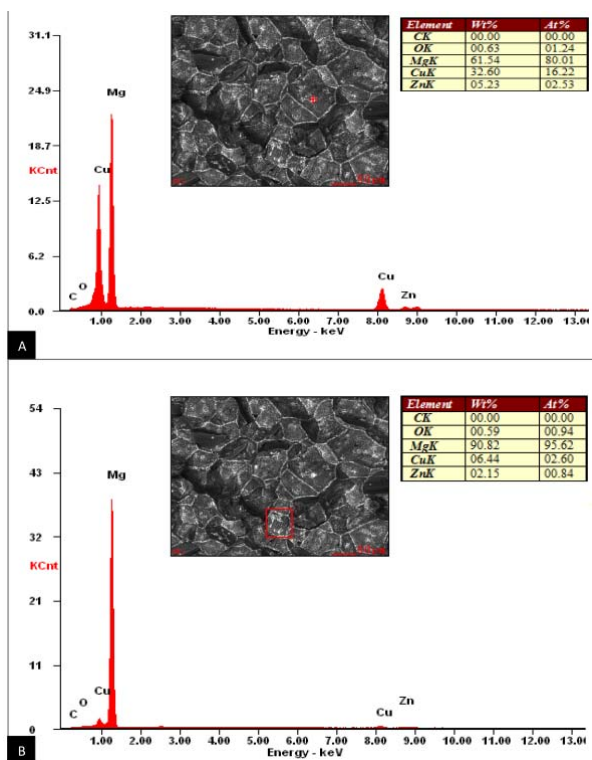 31.1
24.9
18.7
KCnt
12.5
6.2
0.0
Mg
Cu
O
C
Cu
Zn
1.00 2.00 3.00 4.00 5.00 6.00 7.00 8.00 9.00 10.00 11.00 12.00 13.00
Energy - keV
Element Wt% At%
CK 00.00 00.00
OK 00.63 01.24
MgK 61.54 80.01
CuK 32.60 16.22
ZnK 05.23 02.53
A
54
43
32
KCnt
21
11
0
Mg
O
Cu
C
Cu
Zn
1.00 2.00 3.00 4.00 5.00 6.00 7.00 8.00 9.00 10.00 11.00 12.00 13.00
Energy - keV
Element Wt% At%
CK 00.00 00.00
OK 00.59 00.94
MgK 90.82 95.62
CuK 06.44 02.60
ZnK 02.15 00.84
B